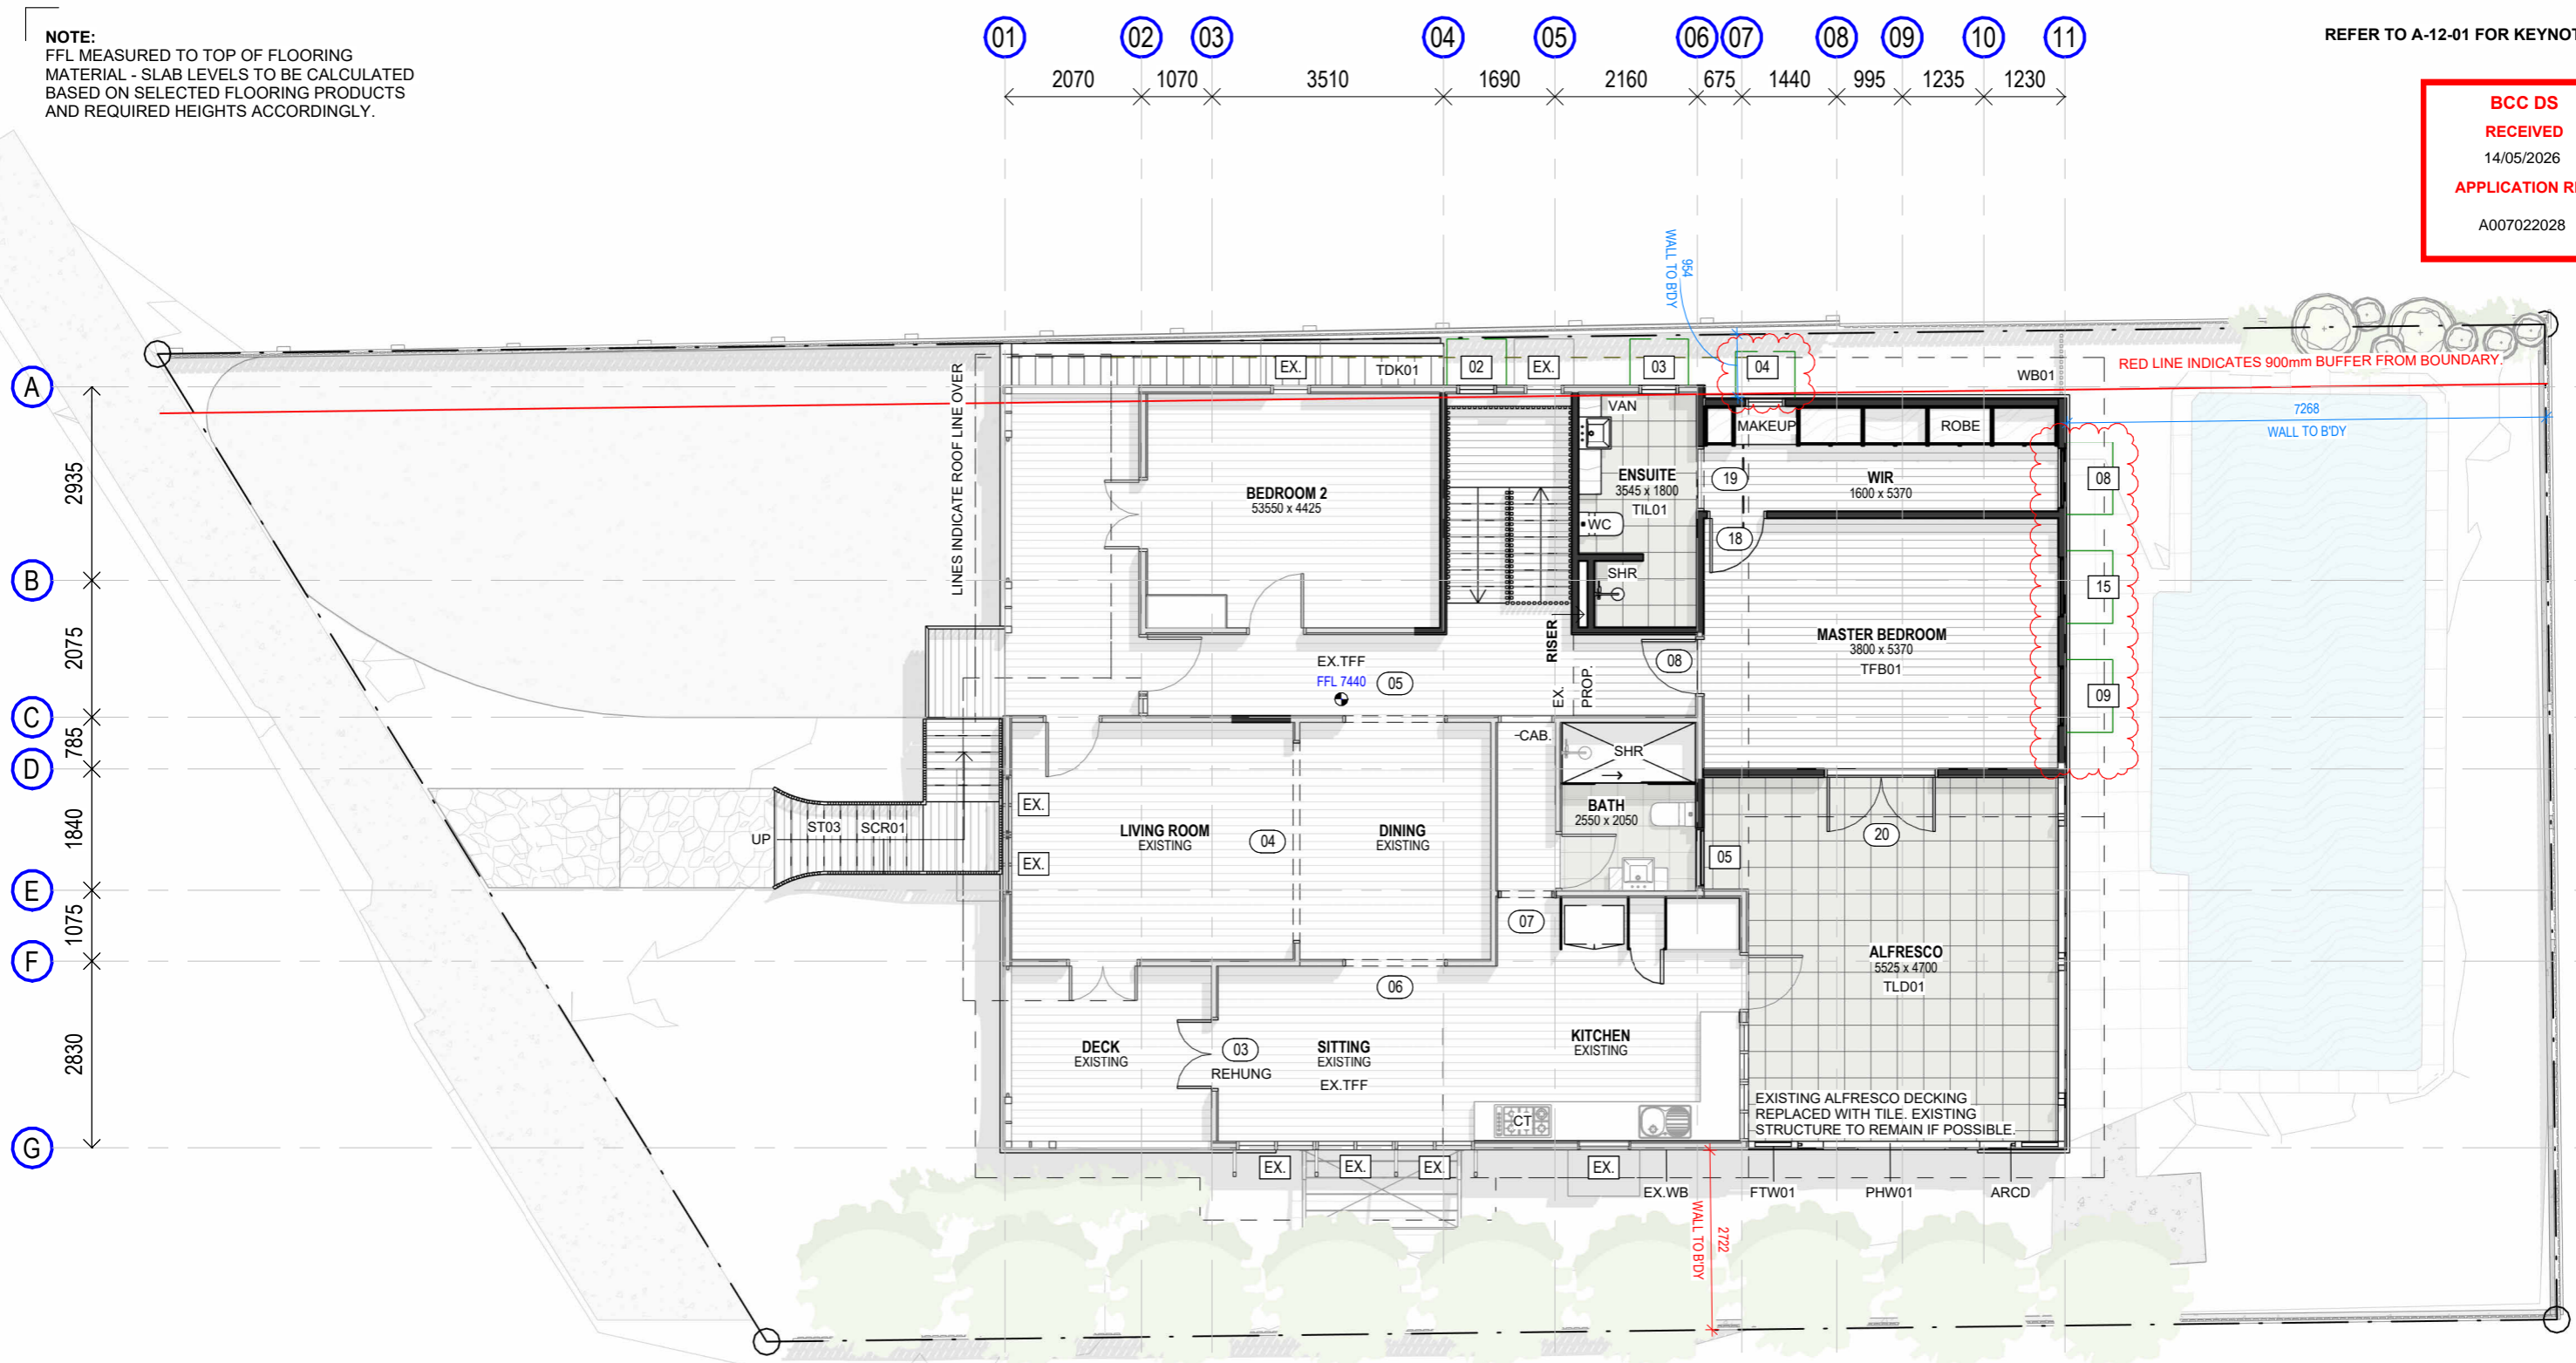 NOTE:
FFL MEASURED TO TOP OF FLOORING
MATERIAL - SLAB LEVELS TO BE CALCULATED
BASED ON SELECTED FLOORING PRODUCTS
AND REQUIRED HEIGHTS ACCORDINGLY.
01 02 03 04 05 06 07 08 09 10 11
2070 1070 3510 1690 2160 675 1440 995 1235 1230
REFER TO A-12-01 FOR KEYNOT
BCC DS
RECEIVED
14/05/2026
APPLICATION R
A007022028
954
WALL TO B'DY
A
B
C
D
E
F
G
2935
2075
785
1840
1075
2830
LINES INDICATE ROOF LINE OVER
EX.
TDK01
02
EX.
03
04
WB01
RED LINE INDICATES 900mm BUFFER FROM BOUNDARY.
7268
WALL TO B'DY
VAN
MAKEUP
ROBE
BEDROOM 2
53550 x 4425
ENSUITE
3545 x 1800
TIL01
WC
SHR
19
WIR
1600 x 5370
18
08
15
09
MASTER BEDROOM
3800 x 5370
TFB01
RISER
EX.
PROP.
08
EX.TFF
FFL 7440
05
-CAB.
SHR
BATH
2550 x 2050
UP
ST03
SCR01
EX.
EX.
LIVING ROOM
EXISTING
04
DINING
EXISTING
05
20
07
ALFRESCO
5525 x 4700
TLD01
06
DECK
EXISTING
03
REHUNG
SITTING
EXISTING
EX.TFF
KITCHEN
EXISTING
CT
EXISTING ALFRESCO DECKING
REPLACED WITH TILE. EXISTING
STRUCTURE TO REMAIN IF POSSIBLE.
EX.
EX.
EX.
EX.
EX.WB
FTW01
PHW01
ARCD
2722
WALL TO B'DY